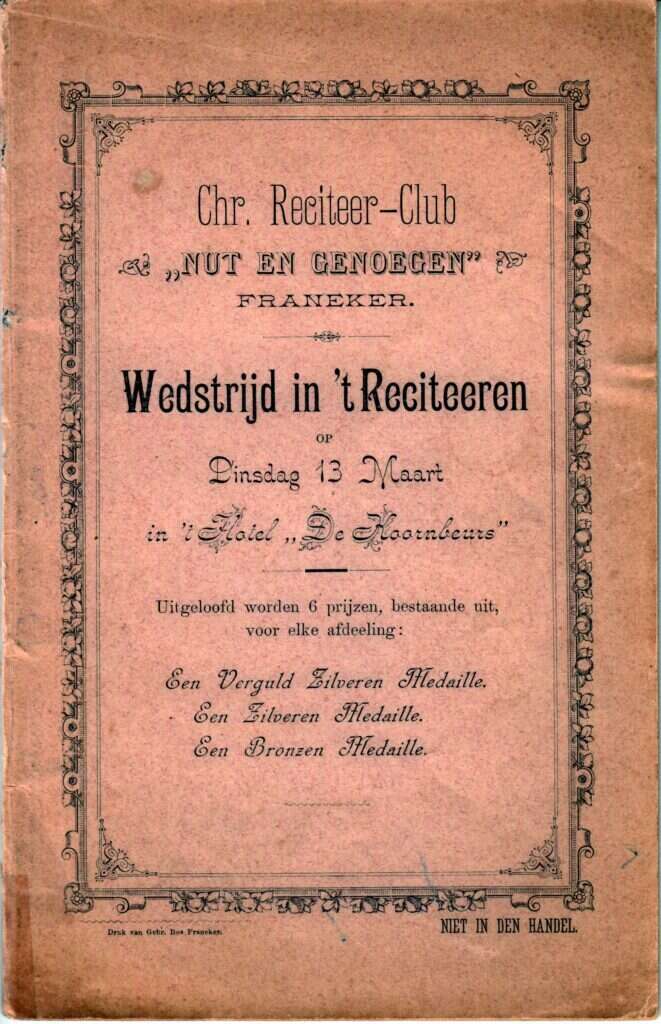 Chr. Reciteer-Club
„NUT EN GENOEGEN”
FRANEKER.
Wedstrijd in 't Reciteeren
OP
Dinsdag 13 Maart
in 't Hotel „De Koornbeurs”
Uitgeloofd worden 6 prijzen, bestaande uit,
voor elke afdeeling:
Een Verguld Zilveren Medaille.
Een Zilveren Medaille.
Een Bronzen Medaille.
Druk van Gebr. Bos Franeker.
NIET IN DEN HANDEL.